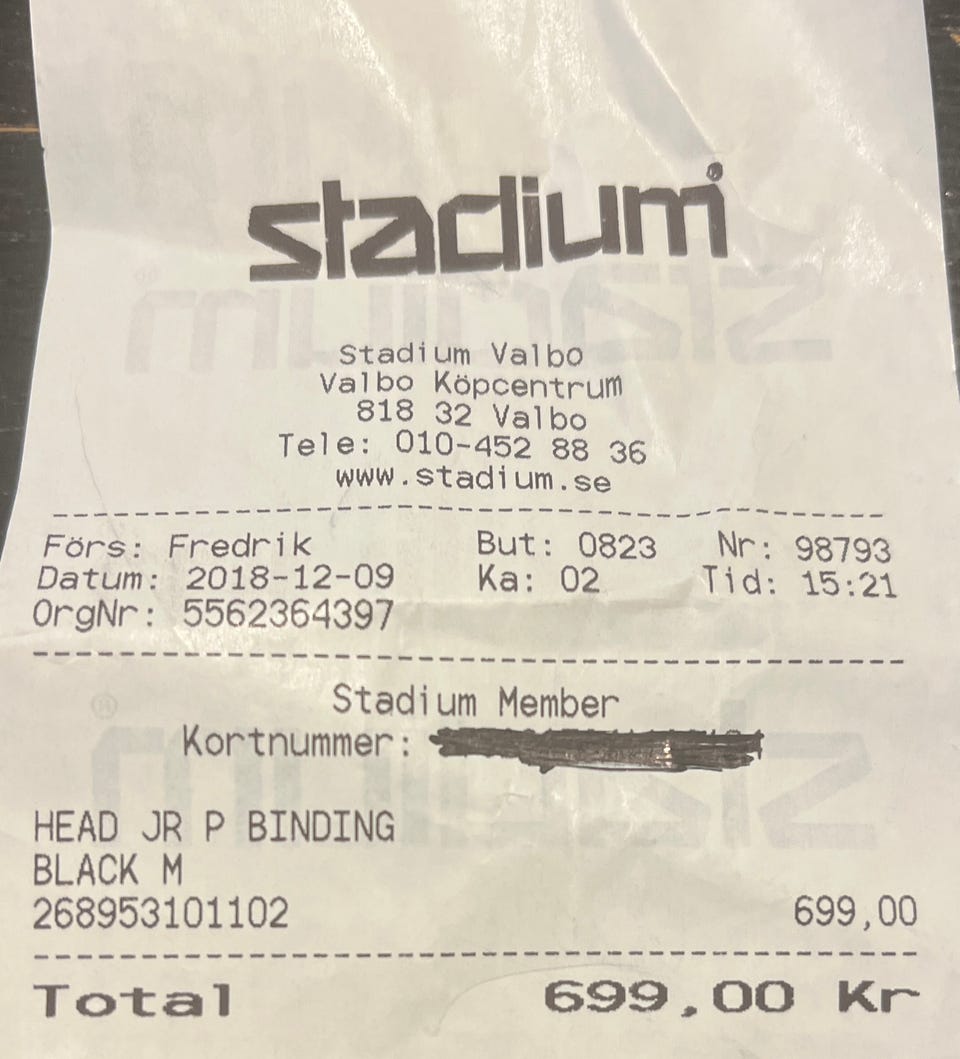 stadium
Stadium Valbo
Valbo Köpcentrum
818 32 Valbo
Tele: 010-452 88 36
www.stadium.se
Förs: Fredrik But: 0823 Nr: 98793
Datum: 2018-12-09 Ka: 02 Tid: 15:21
OrgNr: 5562364397
Stadium Member
Kortnummer:
HEAD JR P BINDING
BLACK M
268953101102 699,00
Total 699,00 Kr